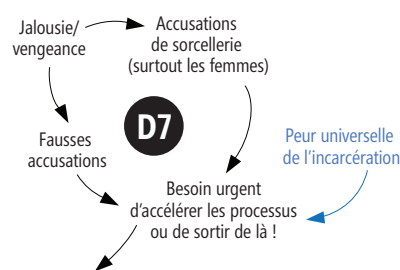 Jalousie/
vengeance
Accusations
de sorcellerie
(surtout les femmes)
D7
Fausses
accusations
Peur universelle
de l'incarcération
Besoin urgent
d'accélérer les processus
ou de sortir de là !